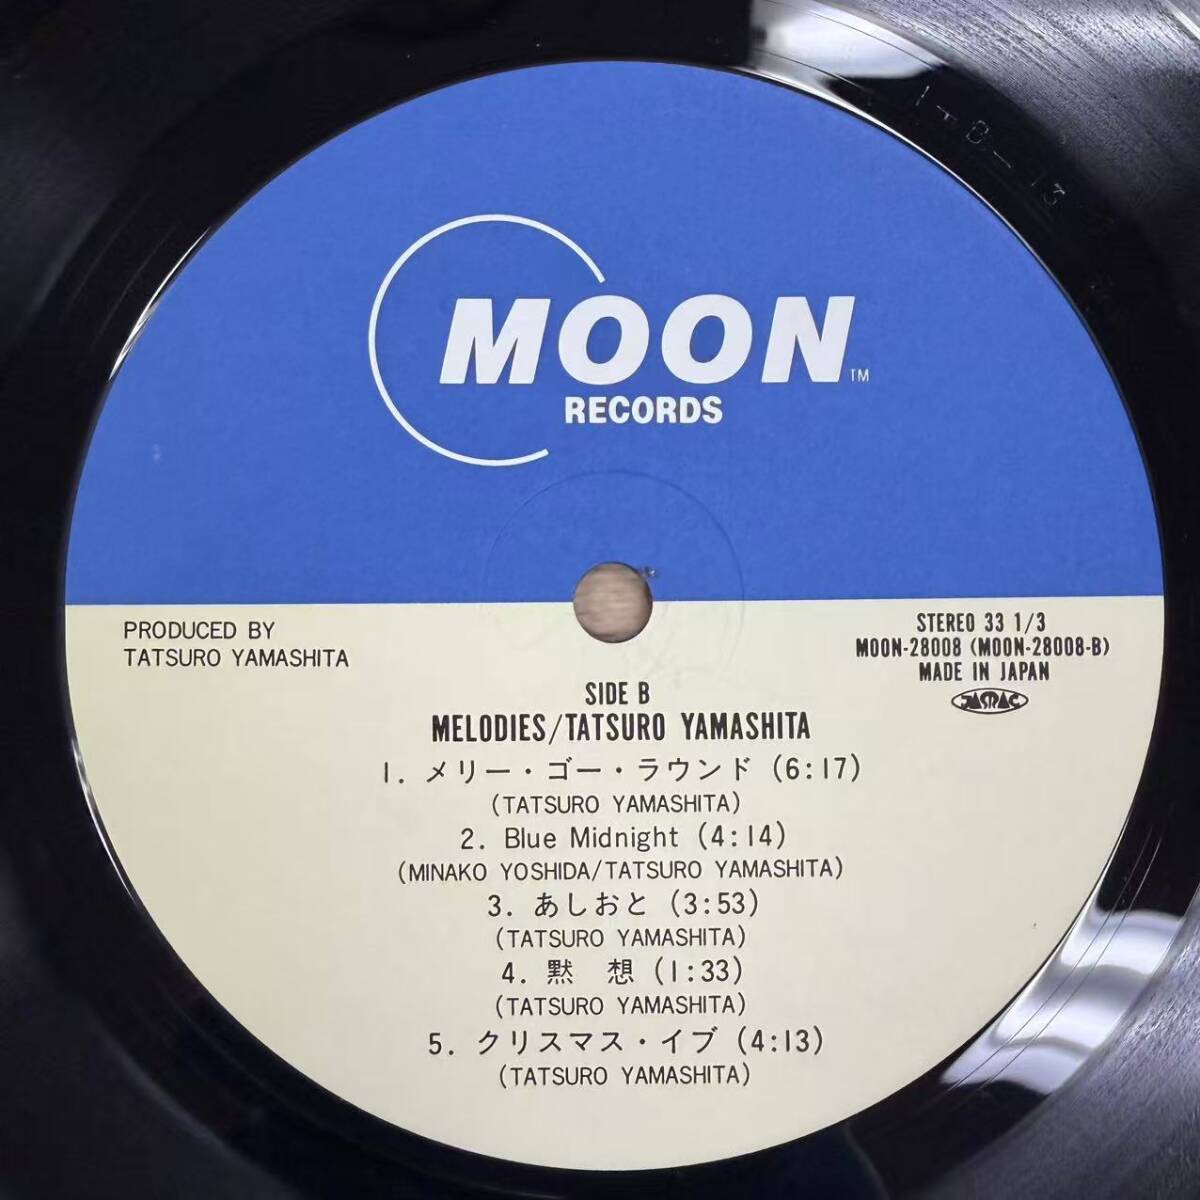 1-B-13
MOON TM
RECORDS
PRODUCED BY
TATSURO YAMASHITA
STEREO 33 1/3
MOON-28008 (MOON-28008-B)
MADE IN JAPAN
JASRAC
SIDE B
MELODIES/TATSURO YAMASHITA
1. メリー・ゴー・ラウンド (6:17)
(TATSURO YAMASHITA)
2. Blue Midnight (4:14)
(MINAKO YOSHIDA/TATSURO YAMASHITA)
3. あしおと (3:53)
(TATSURO YAMASHITA)
4. 黙 想 (1:33)
(TATSURO YAMASHITA)
5. クリスマス・イブ (4:13)
(TATSURO YAMASHITA)